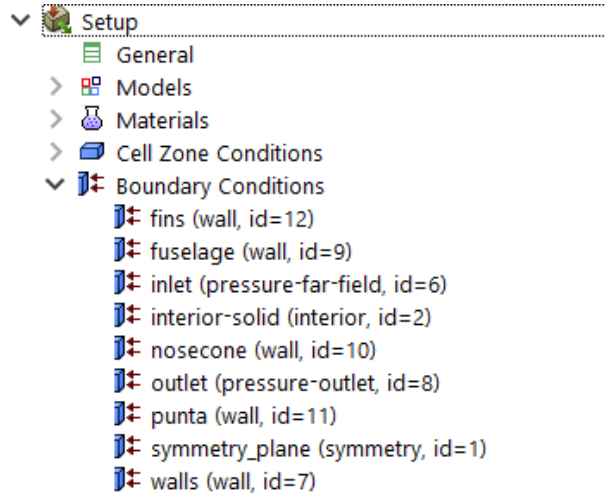 Setup
General
Models
Materials
Cell Zone Conditions
Boundary Conditions
fins (wall, id=12)
fuselage (wall, id=9)
inlet (pressure-far-field, id=6)
interior-solid (interior, id=2)
nosecone (wall, id=10)
outlet (pressure-outlet, id=8)
punta (wall, id=11)
symmetry_plane (symmetry, id=1)
walls (wall, id=7)